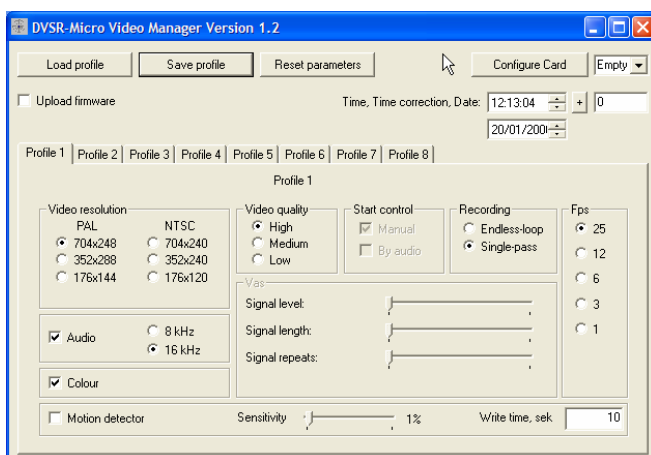 DVSR-Micro Video Manager Version 1.2
Load profile Save profile Reset parameters Configure Card Empty
Upload firmware Time, Time correction, Date: 12:13:04 + 0
20/01/200
Profile 1 Profile 2 Profile 3 Profile 4 Profile 5 Profile 6 Profile 7 Profile 8
Profile 1
Video resolution Video quality Start control Recording Fps
PAL NTSC High Manual Endless-loop 25
704x248 704x240 Medium By audio Single-pass 12
352x288 352x240 Low 6
176x144 176x120 3
1
Vas
Signal level:
Signal length:
Signal repeats:
Audio 8 kHz
16 kHz
Colour
Motion detector Sensitivity 1% Write time, sek 10